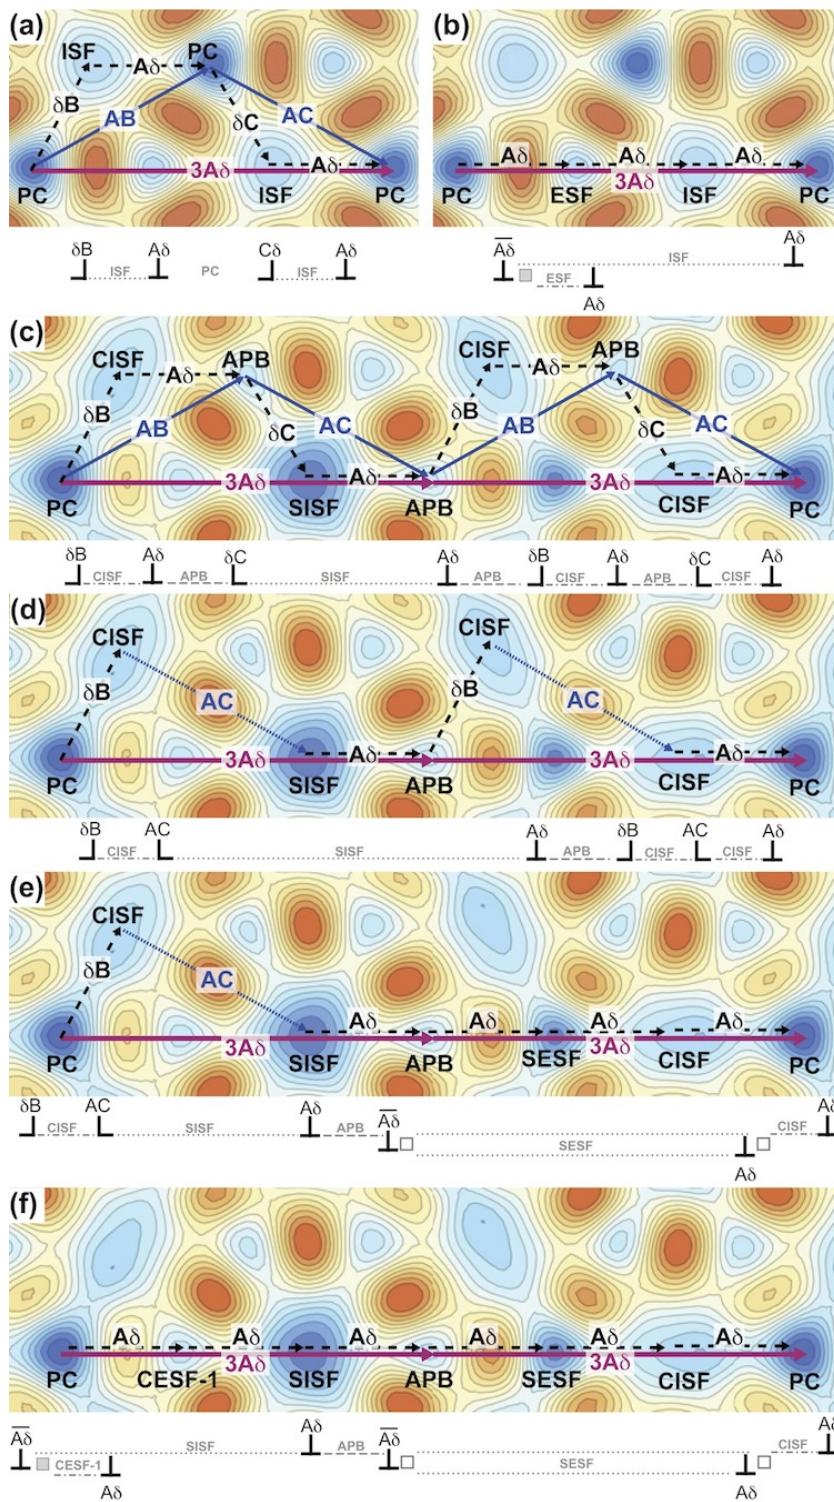 (a) ISF Aδ PC
δB AB δC AC
3Aδ Aδ
PC ISF PC
δB Aδ Cδ Aδ
ISF PC ISF
(b)
Aδ Aδ Aδ
PC ESF 3Aδ ISF PC
A̅δ̅ Aδ
ISF
ESF
Aδ
(c) CISF Aδ APB CISF Aδ APB
δB AB δC AC δB AB δC AC
3Aδ Aδ 3Aδ Aδ
PC SISF APB CISF PC
δB Aδ δC Aδ δB Aδ δC Aδ
CISF APB SISF APB CISF APB CISF
(d)
CISF CISF
δB AC δB AC
3Aδ Aδ 3Aδ Aδ
PC SISF APB CISF PC
δB AC Aδ δB AC Aδ
CISF SISF APB CISF CISF
(e)
CISF
δB AC
Aδ Aδ Aδ Aδ
PC 3Aδ SISF APB SESF 3Aδ CISF PC
δB AC Aδ A̅δ̅ Aδ
CISF SISF APB CISF
SESF
Aδ
(f)
Aδ Aδ Aδ Aδ Aδ Aδ
PC CESF-1 3Aδ SISF APB SESF 3Aδ CISF PC
A̅δ̅ Aδ A̅δ̅ Aδ
SISF APB CISF
CESF-1 SESF
Aδ Aδ